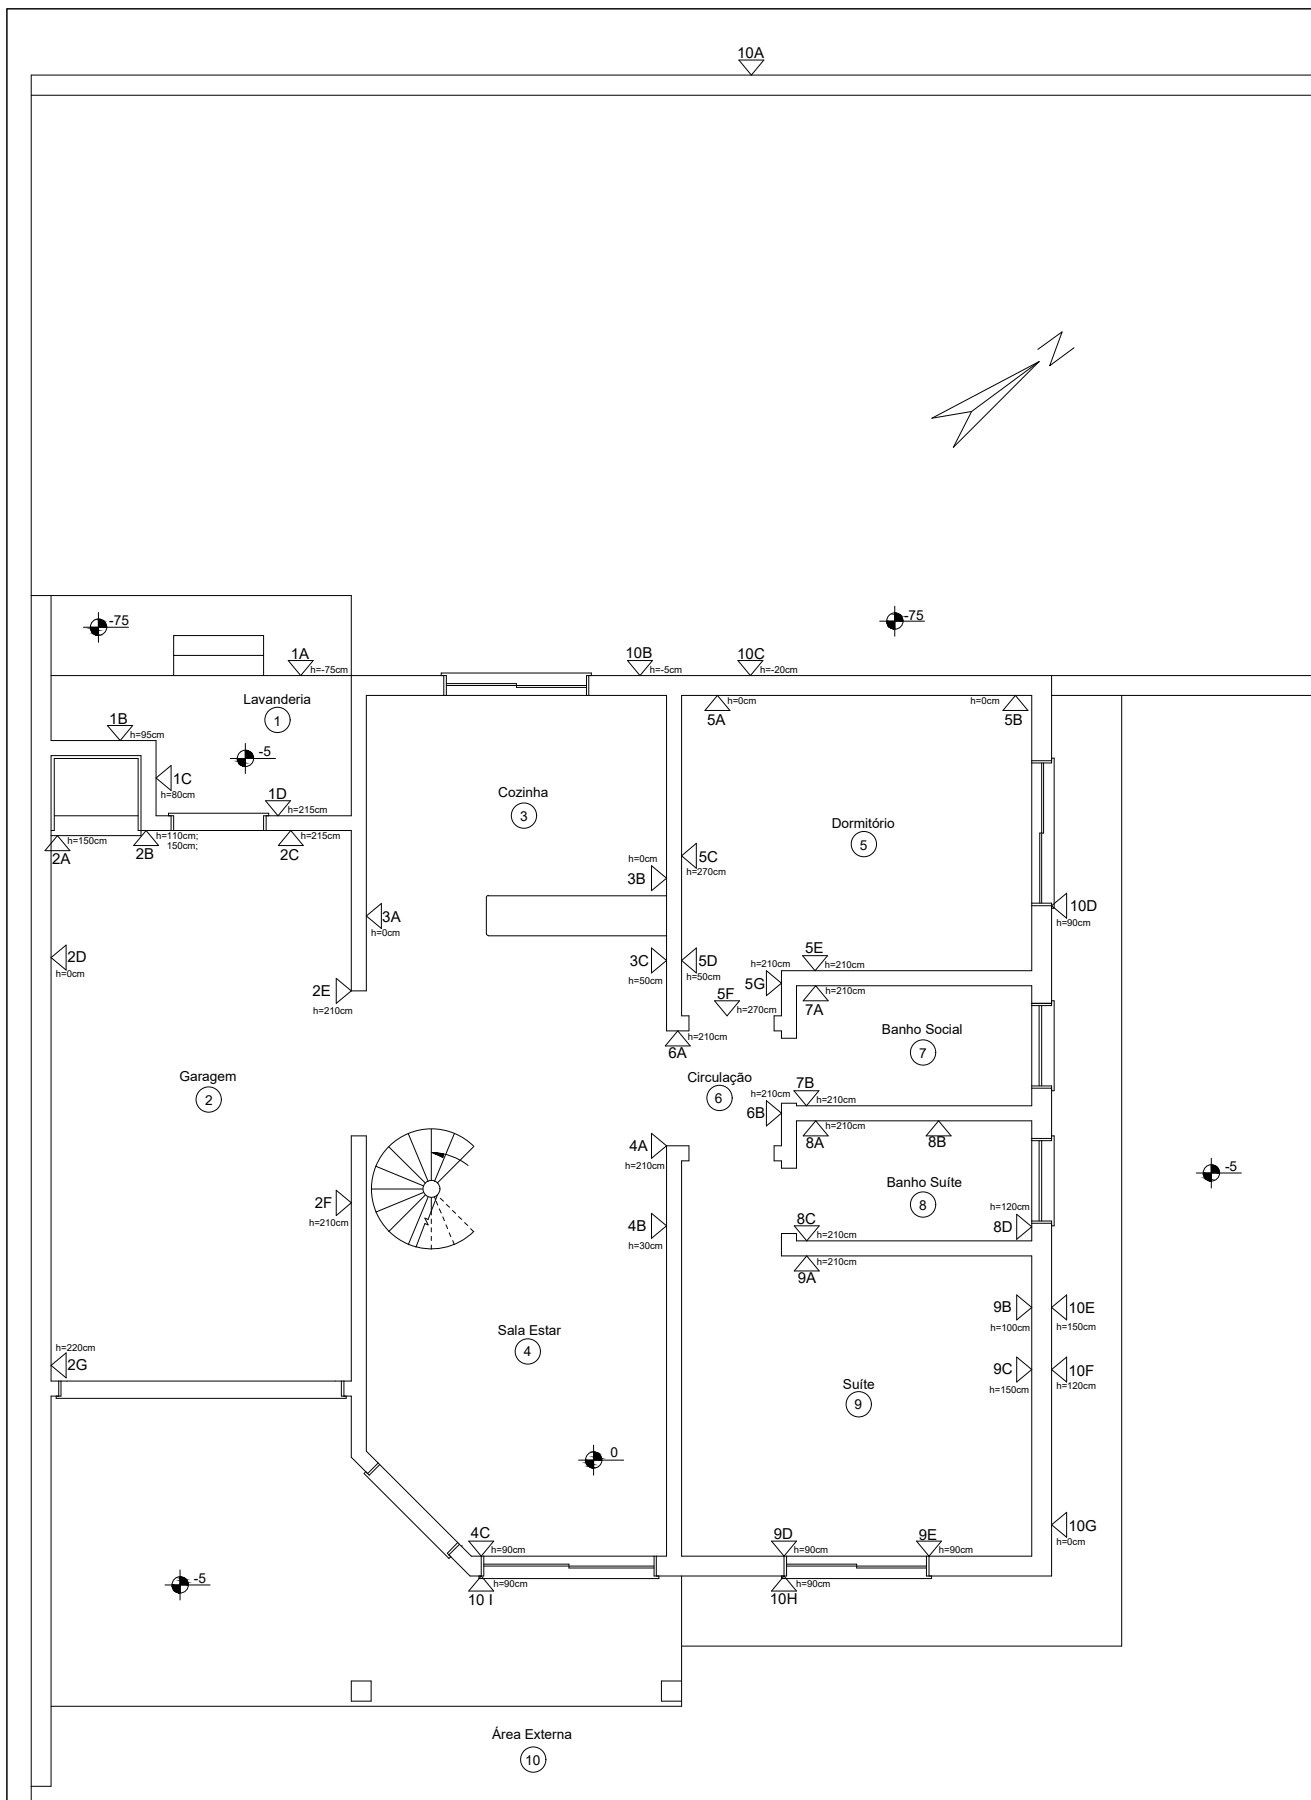 10A
N
-75
-75
1A
h=-75cm
10B
h=-5cm
10C
h=-20cm
Lavanderia
1
5A
h=0cm
h=0cm
5B
1B
h=95cm
-5
1C
h=80cm
1D
h=215cm
Cozinha
3
Dormitório
5
2A
h=150cm
2B
h=110cm;
150cm;
2C
h=215cm
h=0cm
3B
5C
h=270cm
3A
h=0cm
10D
h=90cm
2D
h=0cm
3C
h=50cm
5D
h=50cm
5E
h=210cm
h=210cm
5G
2E
h=210cm
5F
h=270cm
7A
h=210cm
6A
h=210cm
Banho Social
7
Garagem
2
Circulação
6
h=210cm
6B
7B
h=210cm
8A
h=210cm
8B
4A
h=210cm
-5
Banho Suíte
8
2F
h=210cm
4B
h=30cm
h=120cm
8D
8C
h=210cm
9A
h=210cm
9B
h=100cm
10E
h=150cm
Sala Estar
4
h=220cm
2G
9C
h=150cm
10F
h=120cm
Suíte
9
0
10G
h=0cm
4C
h=90cm
9D
h=90cm
9E
h=90cm
10 I
h=90cm
10H
h=90cm
-5
Área Externa
10